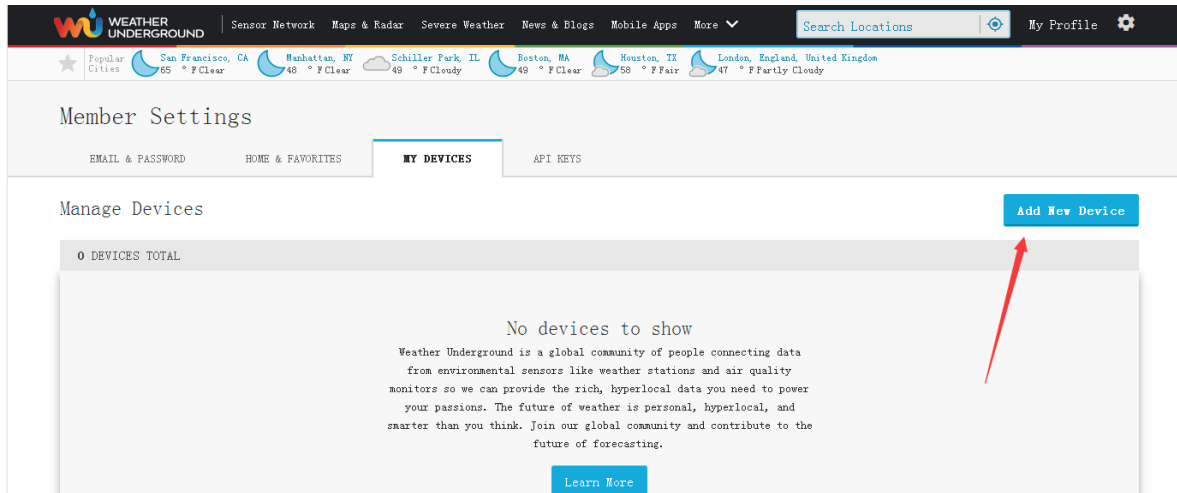 WEATHER UNDERGROUND
Sensor Network Maps & Radar Severe Weather News & Blogs Mobile Apps More Search Locations My Profile
Popular Cities
San Francisco, CA
65 °F Clear
Manhattan, NY
48 °F Clear
Schiller Park, IL
49 °F Cloudy
Boston, MA
49 °F Clear
Houston, TX
58 °F Fair
London, England, United Kingdom
47 °F Partly Cloudy
Member Settings
EMAIL & PASSWORD HOME & FAVORITES MY DEVICES API KEYS
Manage Devices
Add New Device
0 DEVICES TOTAL
No devices to show
Weather Underground is a global community of people connecting data
from environmental sensors like weather stations and air quality
monitors so we can provide the rich, hyperlocal data you need to power
your passions. The future of weather is personal, hyperlocal, and
smarter than you think. Join our global community and contribute to the
future of forecasting.
Learn More